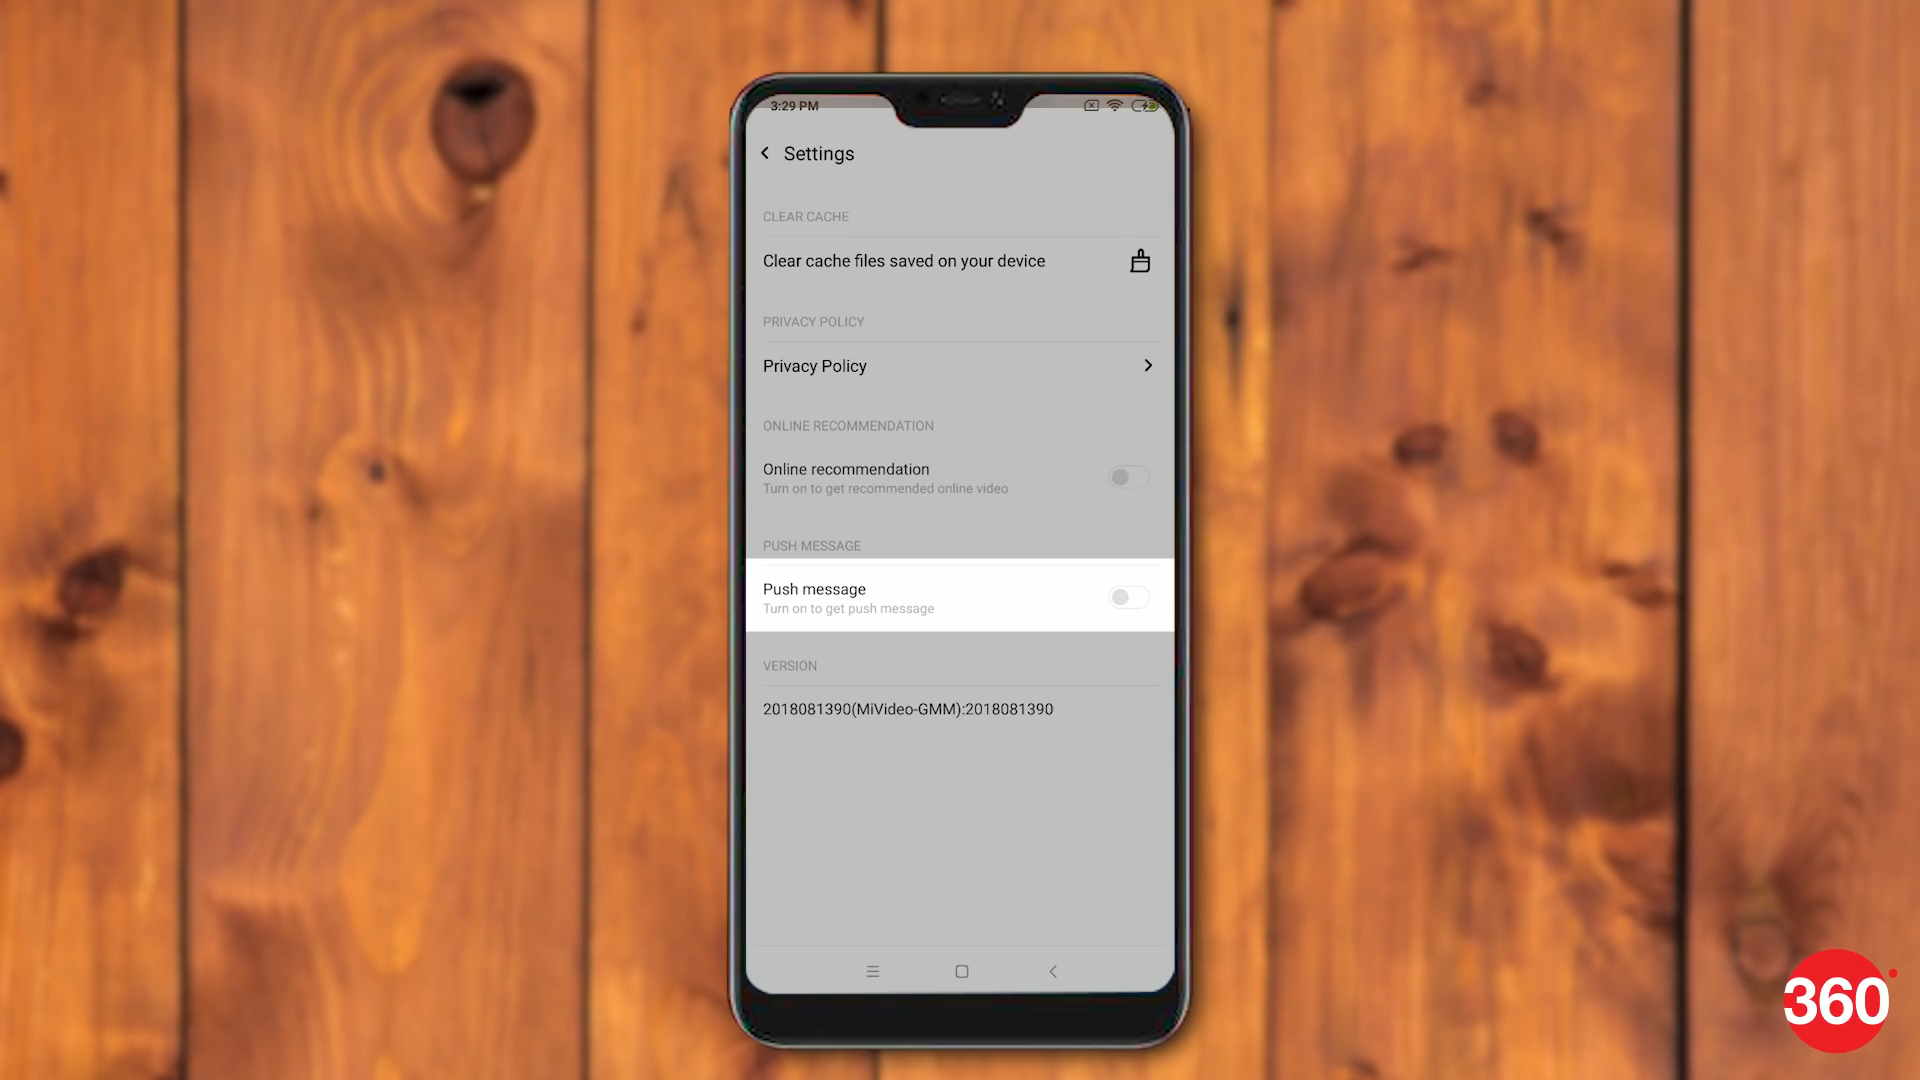 3:29 PM
Settings
CLEAR CACHE
Clear cache files saved on your device
PRIVACY POLICY
Privacy Policy
ONLINE RECOMMENDATION
Online recommendation
Turn on to get recommended online video
PUSH MESSAGE
Push message
Turn on to get push message
VERSION
2018081390(MiVideo-GMM):2018081390
360